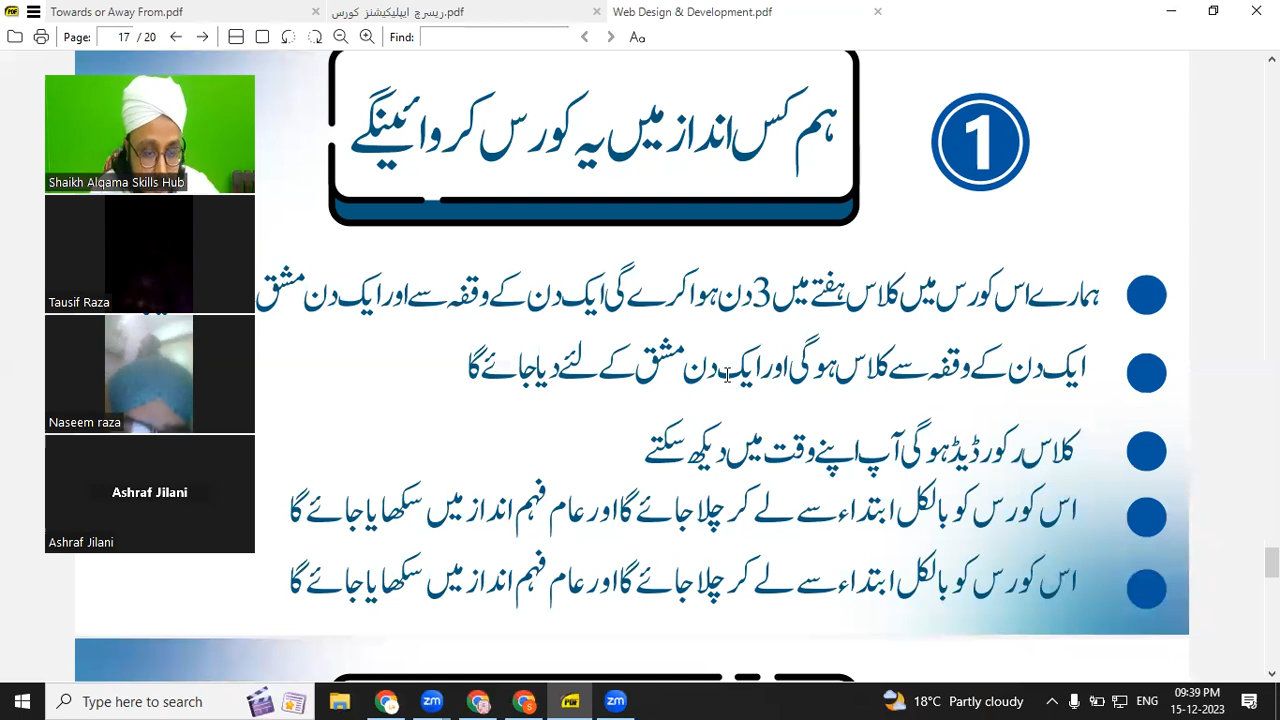 Towards or Away From.pdf
ریسرچ ایپلیکیشنز کورس.pdf
Web Design & Development.pdf
Page: 17 / 20
Find:
Aa
ہم کس انداز میں یہ کورس کروائینگے
1
ہمارے اس کورس میں کلاس ہفتے میں 3 دن ہوا کرے گی ایک دن کے وقفہ سے اور ایک دن مشق
ایک دن کے وقفہ سے کلاس ہوگی اور ایک دن مشق کے لئے دیا جائے گا
کلاس رکورڈیڈ ہوگی آپ اپنے وقت میں دیکھ سکتے
اس کورس کو بالکل ابتداء سے لے کر چلا جائے گا اور عام فہم انداز میں سکھایا جائے گا
اس کورس کو بالکل ابتداء سے لے کر چلا جائے گا اور عام فہم انداز میں سکھایا جائے گا
Shaikh Alqama Skills Hub
Tausif Raza
Naseem raza
Ashraf Jilani
Ashraf Jilani
Type here to search
zm
zm
PDF
18°C Partly cloudy
ENG
09:39 PM
15-12-2023